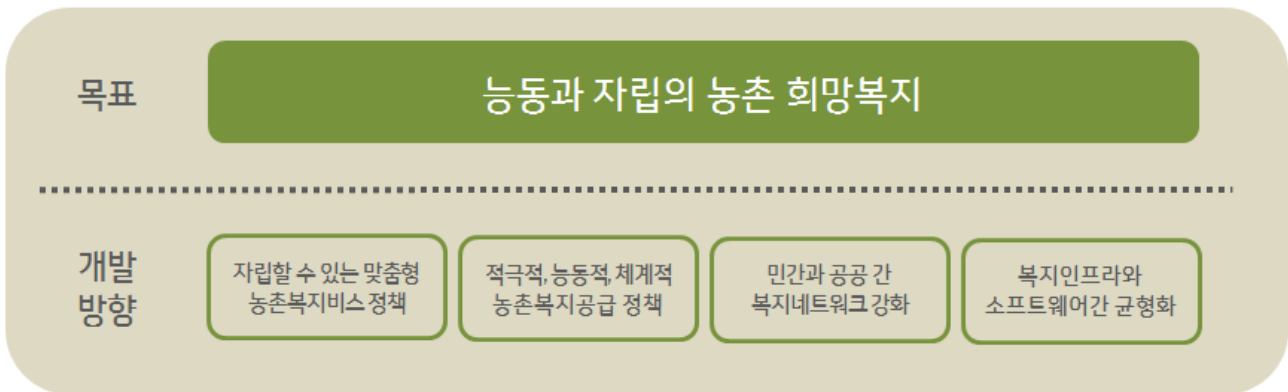 목표
능동과 자립의 농촌 희망복지
개발
방향
자립할 수 있는 맞춤형
농촌복지비스 정책
적극적, 능동적, 체계적
농촌복지공급 정책
민간과 공공 간
복지네트워크 강화
복지인프라와
소프트웨어간 균형화